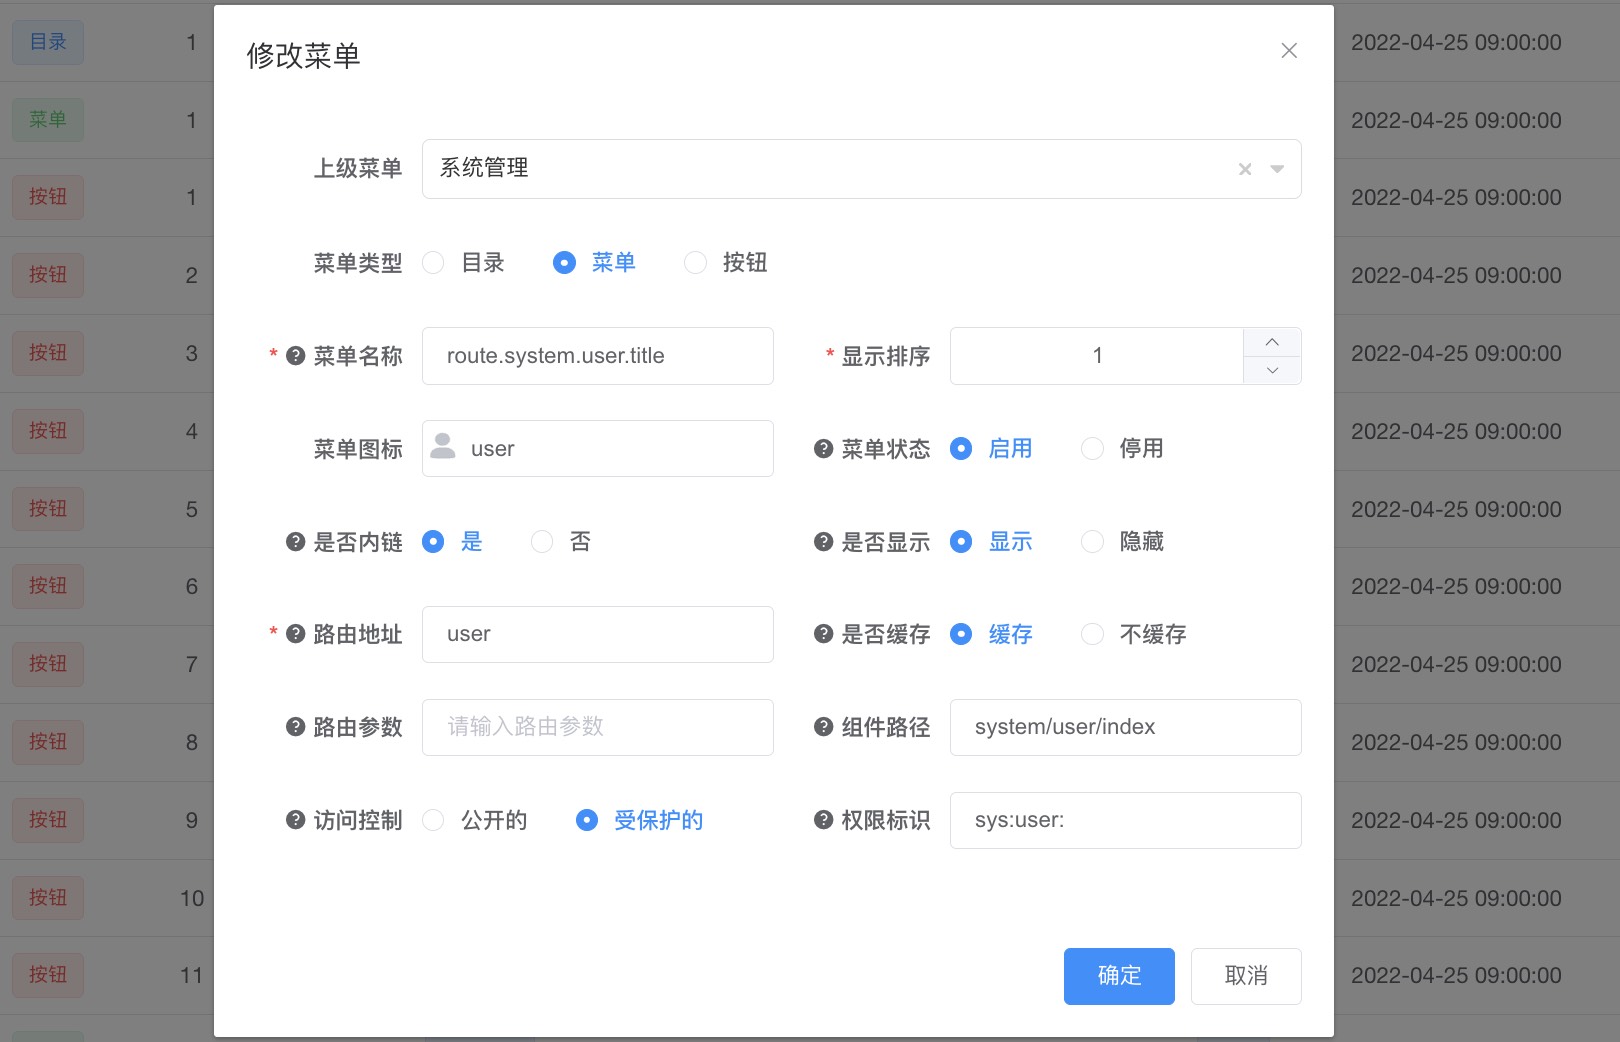 修改菜单
目录 1 2022-04-25 09:00:00
菜单 1 2022-04-25 09:00:00
上级菜单 系统管理
按钮 1 2022-04-25 09:00:00
菜单类型 目录 菜单 按钮
按钮 2 2022-04-25 09:00:00
* 菜单名称 route.system.user.title * 显示排序 1
按钮 3 2022-04-25 09:00:00
菜单图标 user 菜单状态 启用 停用
按钮 4 2022-04-25 09:00:00
是否内链 是 否 是否显示 显示 隐藏
按钮 5 2022-04-25 09:00:00
按钮 6 2022-04-25 09:00:00
* 路由地址 user 是否缓存 缓存 不缓存
按钮 7 2022-04-25 09:00:00
路由参数 请输入路由参数 组件路径 system/user/index
按钮 8 2022-04-25 09:00:00
访问控制 公开的 受保护的 权限标识 sys:user:
按钮 9 2022-04-25 09:00:00
按钮 10 2022-04-25 09:00:00
按钮 11 2022-04-25 09:00:00
确定 取消